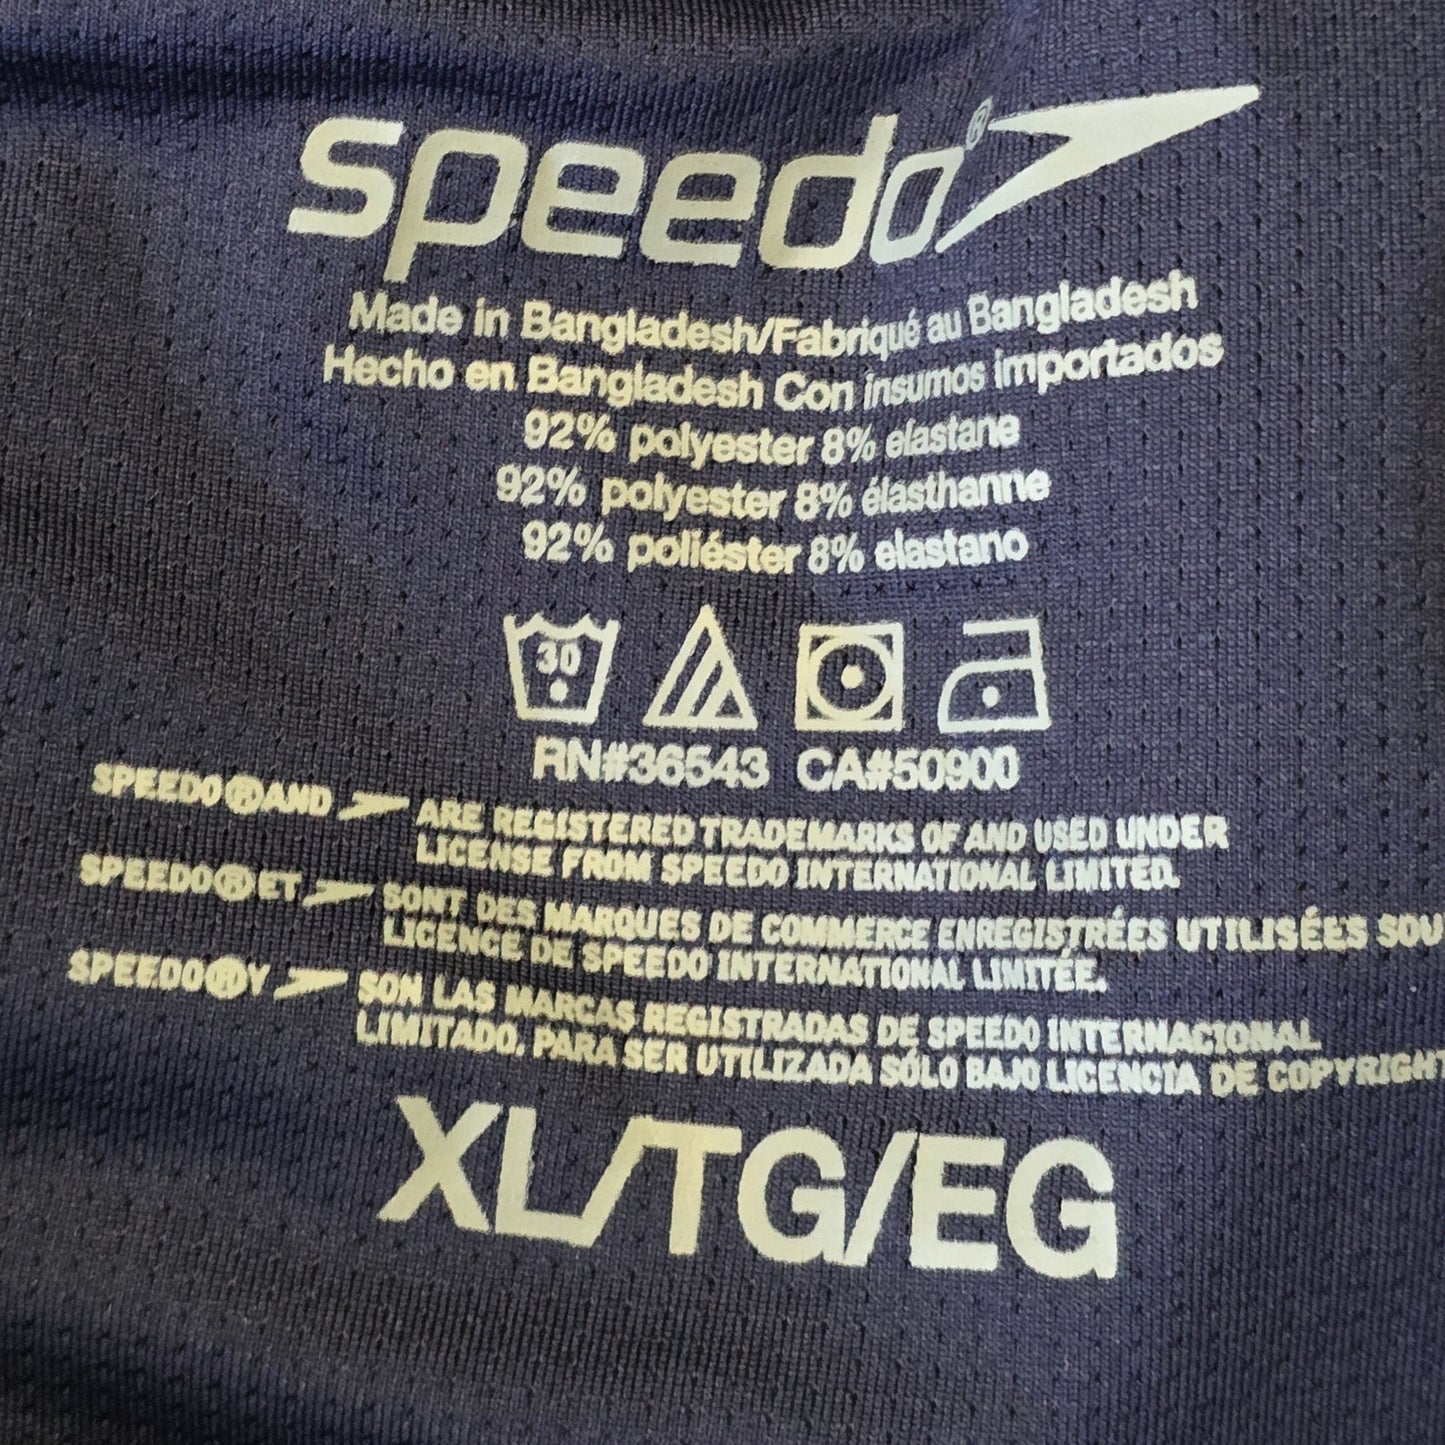 speedo®
Made in Bangladesh/Fabriqué au Bangladesh
Hecho en Bangladesh Con insumos importados
92% polyester 8% elastane
92% polyester 8% élasthanne
92% poliéster 8% elastano
30
RN#36543 CA#50900
SPEEDO®AND ARE REGISTERED TRADEMARKS OF AND USED UNDER
LICENSE FROM SPEEDO INTERNATIONAL LIMITED.
SPEEDO®ET, SONT DES MARQUES DE COMMERCE ENREGISTRÉES UTILISÉES SOU
LICENCE DE SPEEDO INTERNATIONAL LIMITÉE.
SPEEDO®Y SON LAS MARCAS REGISTRADAS DE SPEEDO INTERNACIONAL
LIMITADO. PARA SER UTILIZADA SÓLO BAJO LICENCIA DE COPYRIGHT
XL/TG/EG